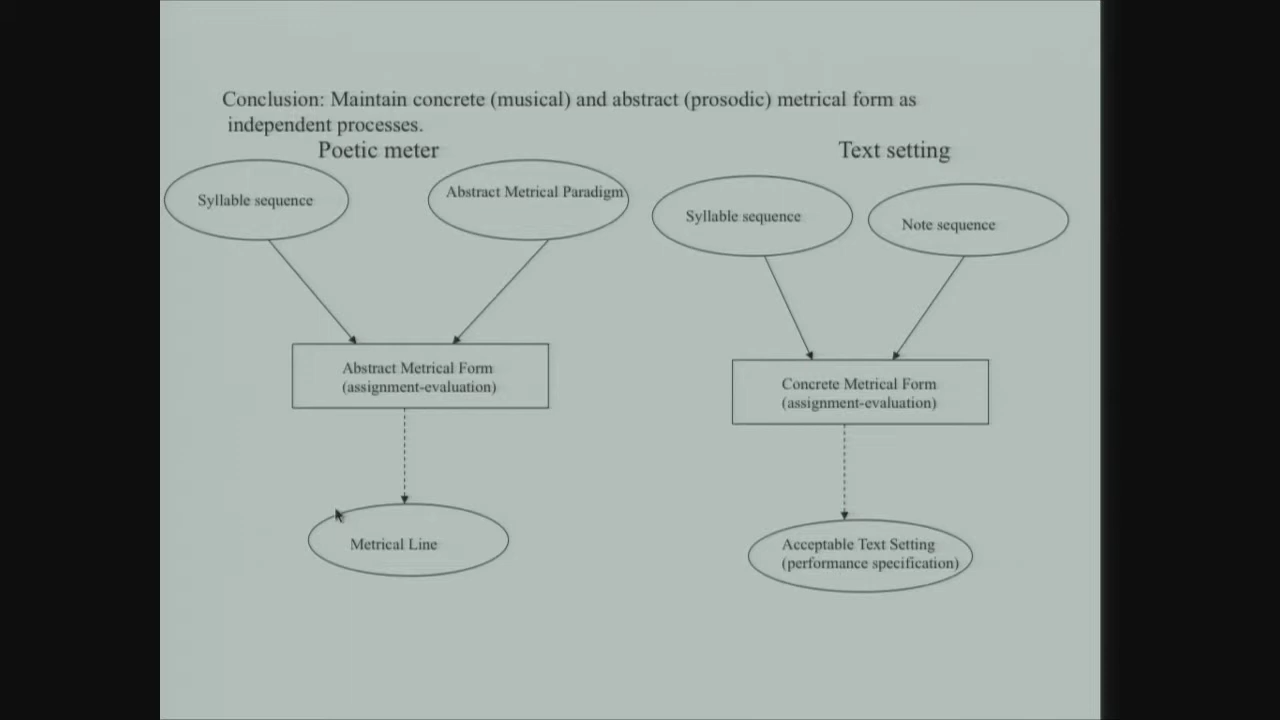 Conclusion: Maintain concrete (musical) and abstract (prosodic) metrical form as
independent processes.
Poetic meter
Text setting
Syllable sequence
Abstract Metrical Paradigm
Syllable sequence
Note sequence
Abstract Metrical Form
(assignment-evaluation)
Concrete Metrical Form
(assignment-evaluation)
Metrical Line
Acceptable Text Setting
(performance specification)